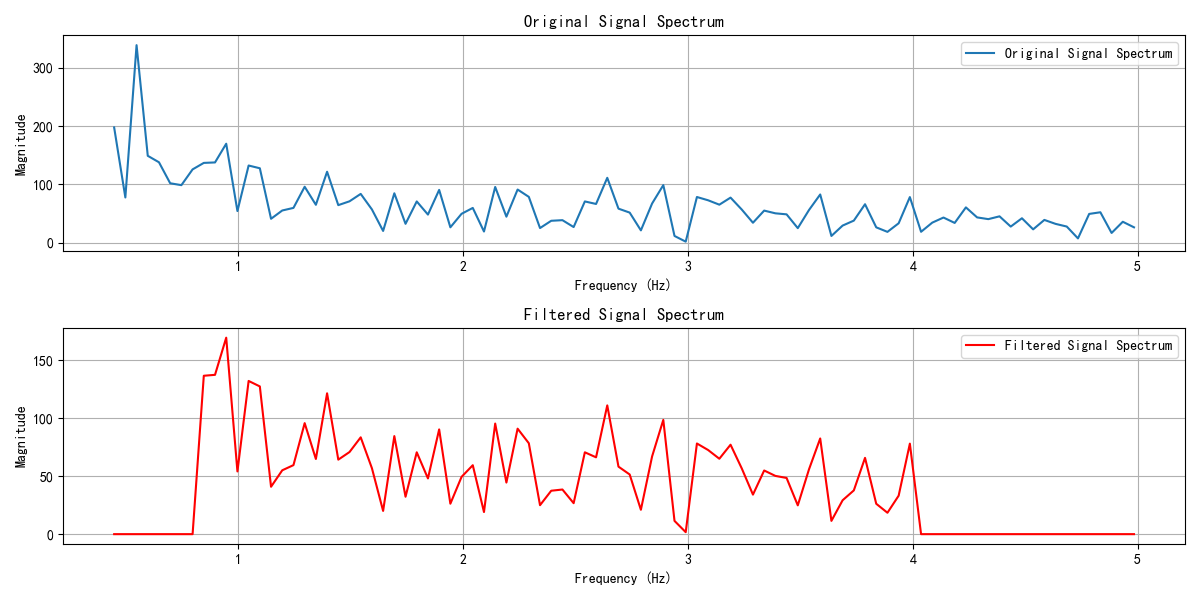 Original Signal Spectrum
Original Signal Spectrum
Magnitude
300
200
100
0
1 2 3 4 5
Frequency (Hz)
Filtered Signal Spectrum
Filtered Signal Spectrum
Magnitude
150
100
50
0
1 2 3 4 5
Frequency (Hz)